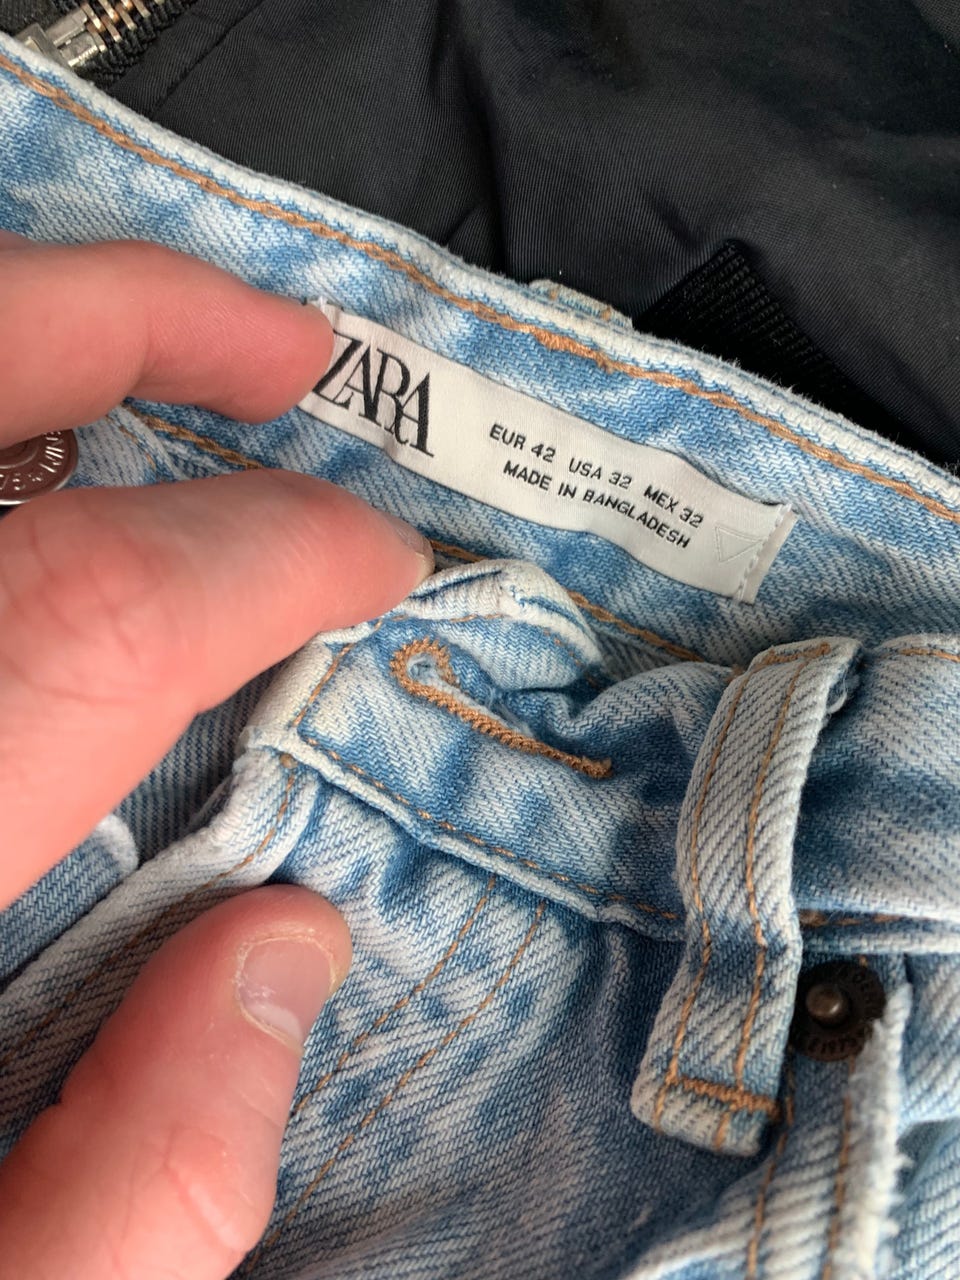 ZARA
EUR 42 USA 32 MEX 32
MADE IN BANGLADESH